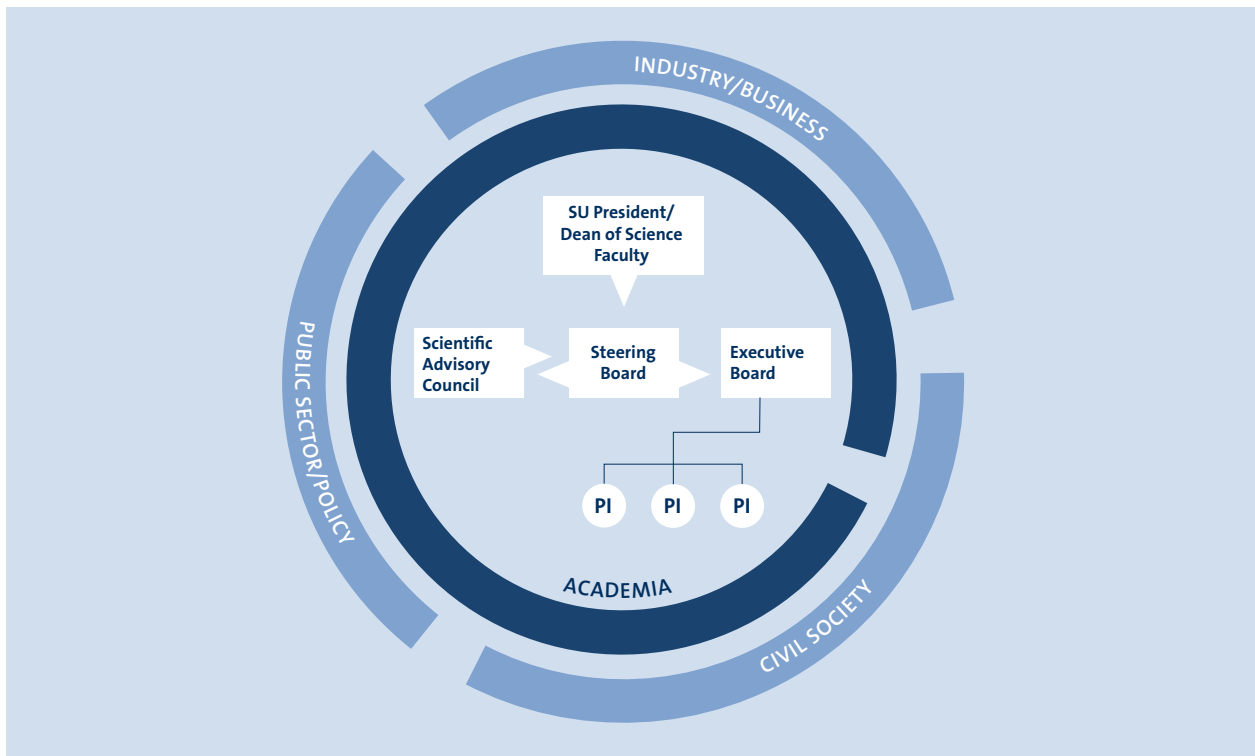 INDUSTRY/BUSINESS
SU President/
Dean of Science
Faculty
Scientific
Advisory
Council
Steering
Board
Executive
Board
PUBLIC SECTOR/POLICY
PI
PI
PI
ACADEMIA
CIVIL SOCIETY